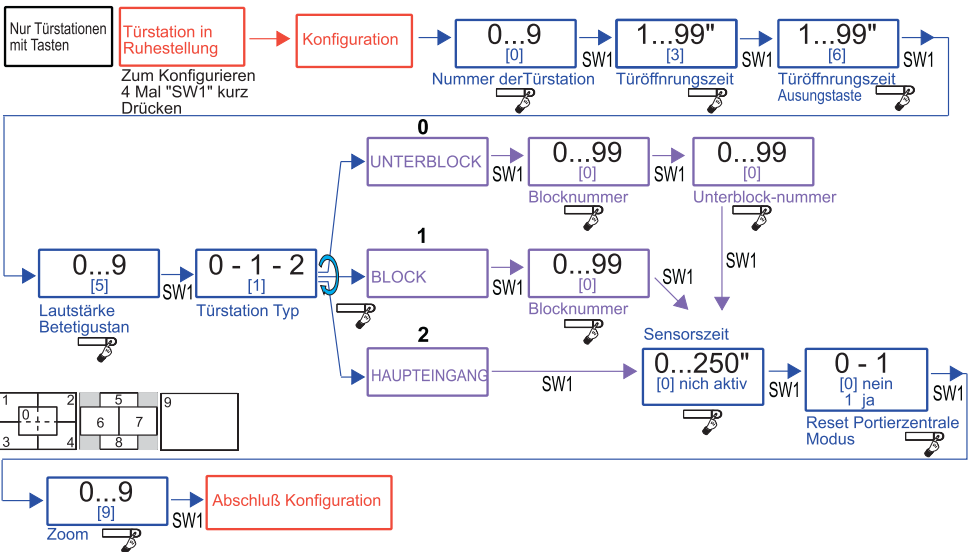 Nur Türstationen
mit Tasten
Türstation in
Ruhestellung
Zum Konfigurieren
4 Mal "SW1" kurz
Drücken
Konfiguration
0...9
[0]
Nummer derTürstation
SW1
1...99"
[3]
Türöffnrungszeit
SW1
1...99"
[6]
Türöffnrungszeit
Ausungstaste
SW1
0
UNTERBLOCK
SW1
0...99
[0]
Blocknummer
SW1
0...99
[0]
Unterblock-nummer
SW1
0...9
[5]
Lautstärke
Betetigustan
SW1
0 - 1 - 2
[1]
Türstation Typ
1
BLOCK
SW1
0...99
[0]
Blocknummer
SW1
2
HAUPTEINGANG
SW1
Sensorszeit
0...250"
[0] nich aktiv
SW1
0 - 1
[0] nein
1 ja
Reset Portierzentrale
Modus
SW1
1
2
0
3
4
5
6
7
8
9
0...9
[9]
Zoom
SW1
Abschluß Konfiguration